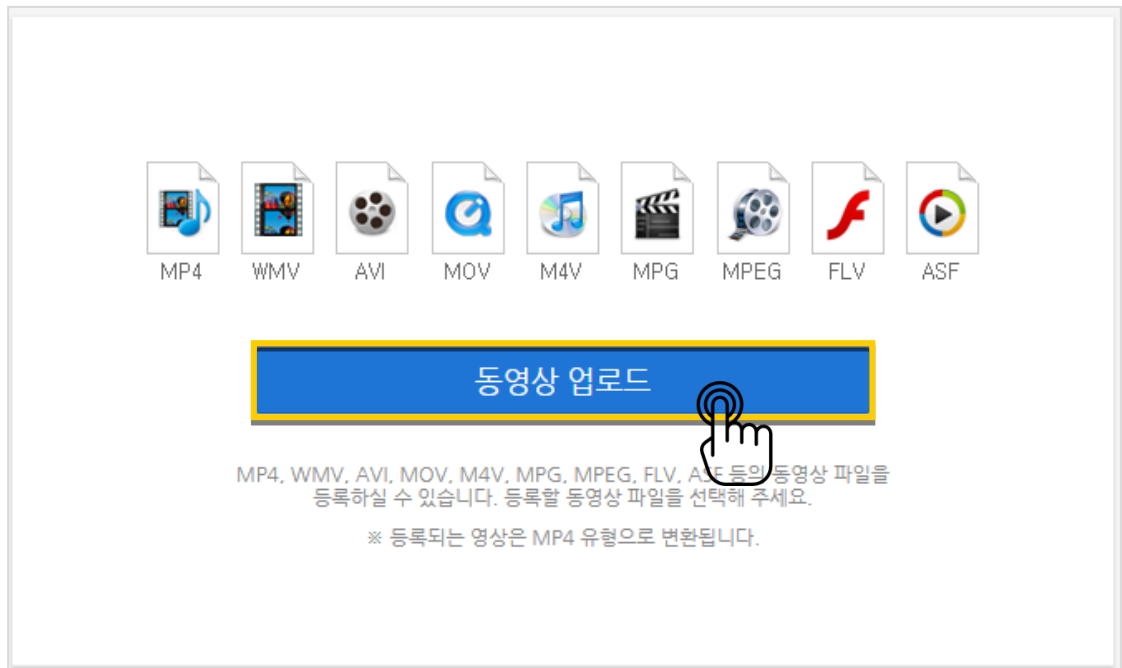 MP4 WMV AVI MOV M4V MPG MPEG FLV ASF
동영상 업로드
MP4, WMV, AVI, MOV, M4V, MPG, MPEG, FLV, ASF 등의 동영상 파일을
등록하실 수 있습니다. 등록할 동영상 파일을 선택해 주세요.
※ 등록되는 영상은 MP4 유형으로 변환됩니다.